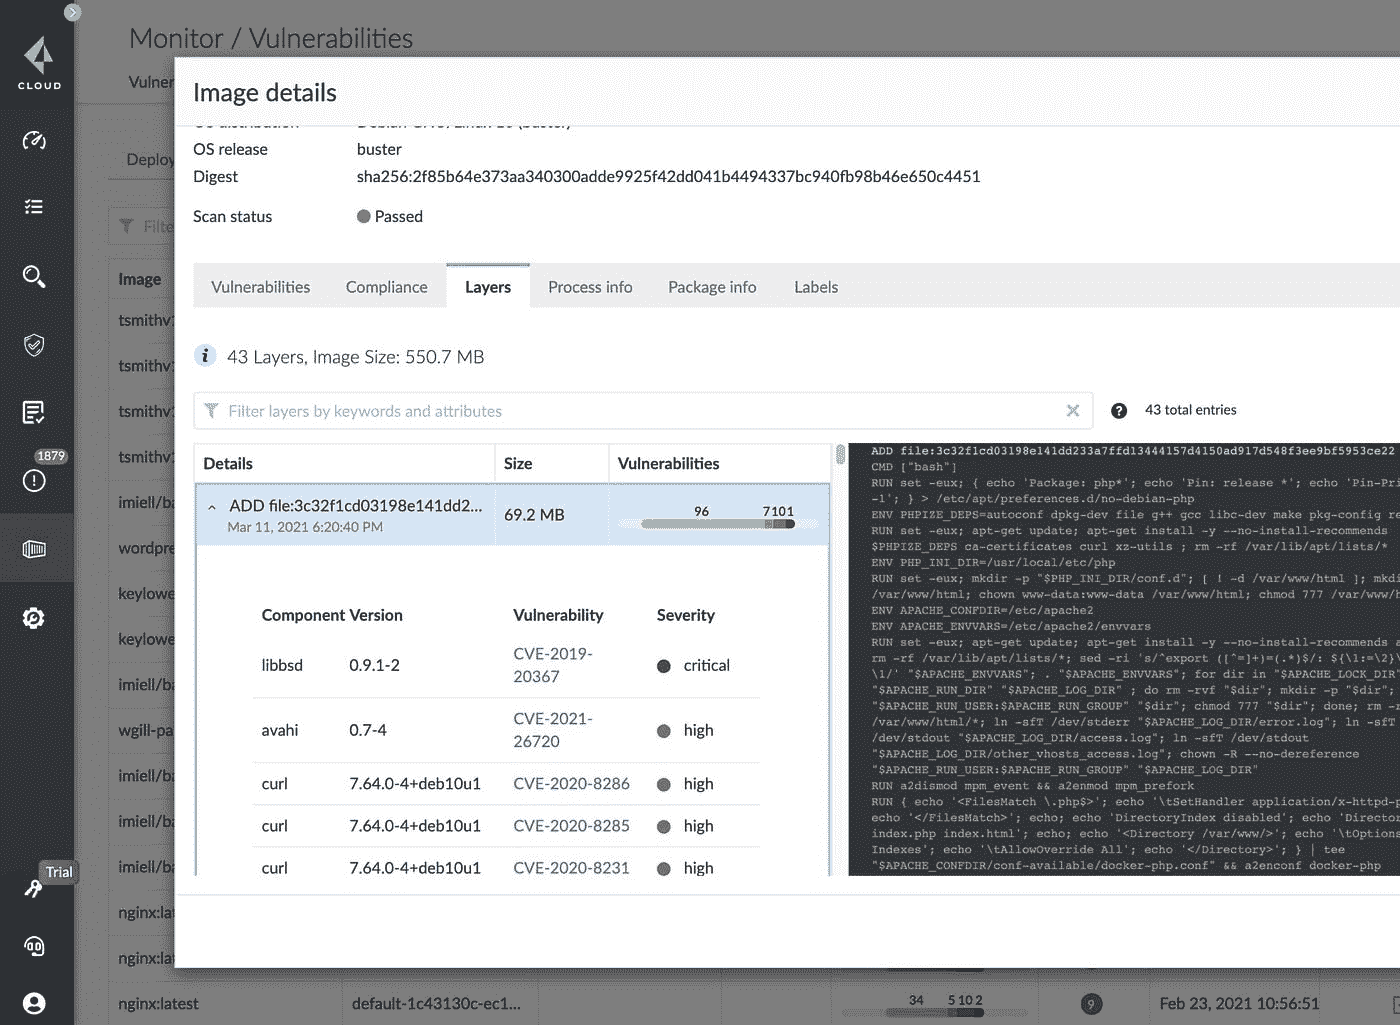 Monitor / Vulnerabilities
CLOUD
Vulner
Image details
OS distribution Debian GNU/Linux 10 (buster)
OS release buster
Digest sha256:2f85b64e373aa340300adde9925f42dd041b4494337bc940fb98b46e650c4451
Scan status Passed
Deploy
Filte
Image
Vulnerabilities Compliance Layers Process info Package info Labels
43 Layers, Image Size: 550.7 MB
Filter layers by keywords and attributes
43 total entries
Details Size Vulnerabilities
ADD file:3c32f1cd03198e141dd2... 69.2 MB 96 7101
Mar 11, 2021 6:20:40 PM
Component Version Vulnerability Severity
libbsd 0.9.1-2 CVE-2019-
20367 critical
avahi 0.7-4 CVE-2021-
26720 high
curl 7.64.0-4+deb10u1 CVE-2020-8286 high
curl 7.64.0-4+deb10u1 CVE-2020-8285 high
curl 7.64.0-4+deb10u1 CVE-2020-8231 high
ADD file:3c32f1cd03198e141dd233a7ffd13444157d4150ad917d548f3ee9bf5953ce22
CMD ["bash"]
RUN set -eux; { echo 'Package: php*'; echo 'Pin: release *'; echo 'Pin-Pri
-1'; } > /etc/apt/preferences.d/no-debian-php
ENV PHPIZE_DEPS=autoconf dpkg-dev file g++ gcc libc-dev make pkg-config re
RUN set -eux; apt-get update; apt-get install -y --no-install-recommends
$PHPIZE_DEPS ca-certificates curl xz-utils ; rm -rf /var/lib/apt/lists/*
ENV PHP_INI_DIR=/usr/local/etc/php
RUN set -eux; mkdir -p "$PHP_INI_DIR/conf.d"; [ ! -d /var/www/html ]; mkdi
/var/www/html; chown www-data:www-data /var/www/html; chmod 777 /var/www/h
ENV APACHE_CONFDIR=/etc/apache2
ENV APACHE_ENVVARS=/etc/apache2/envvars
RUN set -eux; apt-get update; apt-get install -y --no-install-recommends a
rm -rf /var/lib/apt/lists/*; sed -ri 's/^export ([^=]+)=(.*)$/: ${\1:=\2}\
\1/' "$APACHE_ENVVARS"; . "$APACHE_ENVVARS"; for dir in "$APACHE_LOCK_DIR"
"$APACHE_RUN_DIR" "$APACHE_LOG_DIR" ; do rm -rvf "$dir"; mkdir -p "$dir";
"$APACHE_RUN_USER:$APACHE_RUN_GROUP" "$dir"; chmod 777 "$dir"; done; rm -r
/var/www/html/*; ln -sfT /dev/stderr "$APACHE_LOG_DIR/error.log"; ln -sfT
/dev/stdout "$APACHE_LOG_DIR/access.log"; ln -sfT /dev/stdout
"$APACHE_LOG_DIR/other_vhosts_access.log"; chown -R --no-dereference
"$APACHE_RUN_USER:$APACHE_RUN_GROUP" "$APACHE_LOG_DIR"
RUN a2dismod mpm_event && a2enmod mpm_prefork
RUN { echo '<FilesMatch \.php$>'; echo '\tSetHandler application/x-httpd-p
echo '</FilesMatch>'; echo; echo 'DirectoryIndex disabled'; echo 'Director
index.php index.html'; echo; echo '<Directory /var/www/>'; echo '\tOptions
Indexes'; echo '\tAllowOverride All'; echo '</Directory>'; } | tee
"$APACHE_CONFDIR/conf-available/docker-php.conf" && a2enconf docker-php
tsmithv
tsmithv
tsmithv
tsmithv
imiell/ba
wordpre
keylowe
keylowe
imiell/ba
wgill-pa
imiell/ba
imiell/ba
imiell/ba
nginx:lat
nginx:lat
nginx:latest default-1c43130c-ec1... 34 5 10 2 9 Feb 23, 2021 10:56:51
1879
Trial